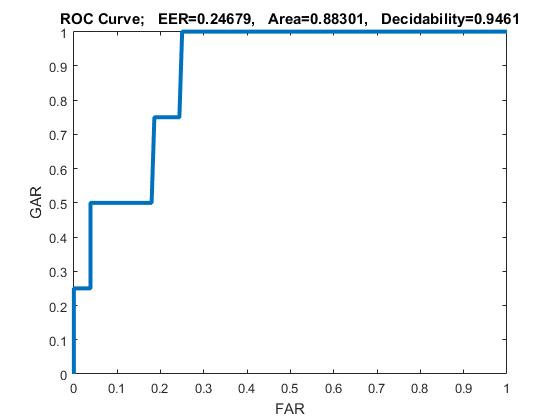 ROC Curve;   EER=0.24679,   Area=0.88301,   Decidability=0.9461
1
0.9
0.8
0.7
0.6
0.5
0.4
0.3
0.2
0.1
0
GAR
0 0.1 0.2 0.3 0.4 0.5 0.6 0.7 0.8 0.9 1
FAR